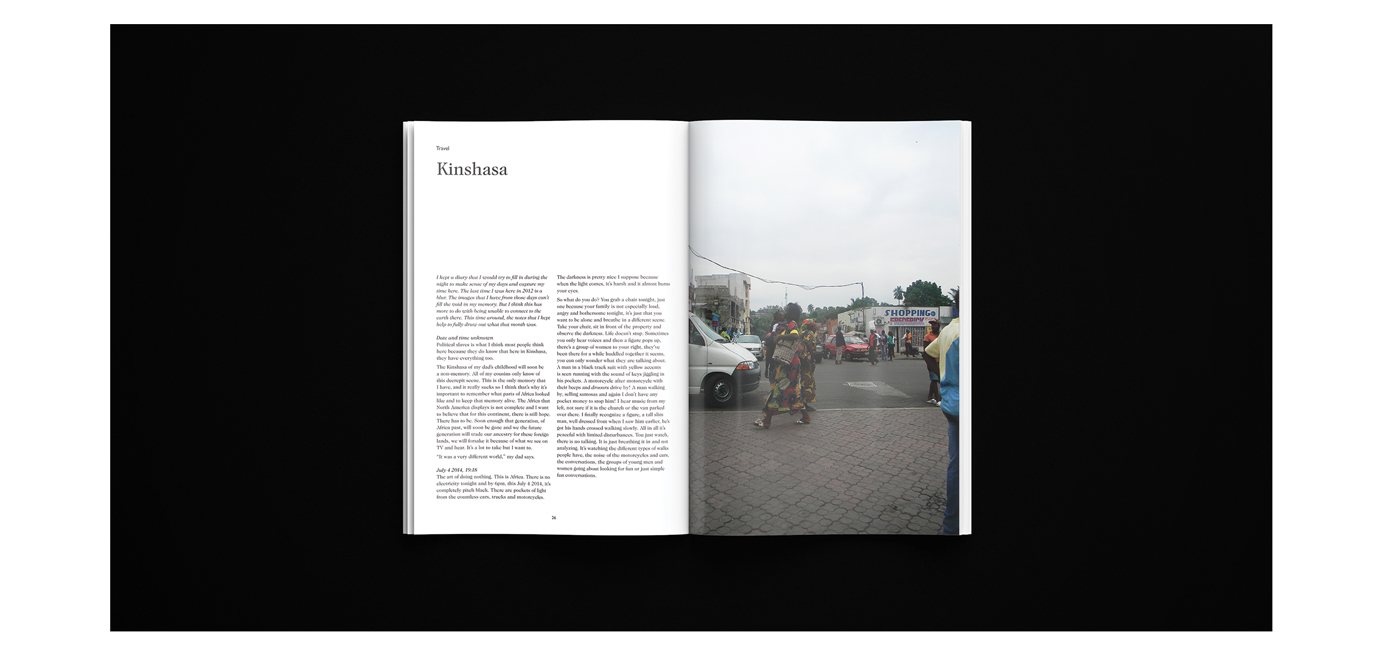 Travel
Kinshasa
I kept a diary that I would try to fill in during the
night to make sense of my days and capture my
time here. The last time I was here in 2012 is a
blur. The images that I have from those days can't
fill the void in my memory. But I think this has
more to do with being unable to connect to the
earth there. This time around, the notes that I kept
help to fully dress out what that month was.
Date and time unknown
Political slaves is what I think most people think
here because they do know that here in Kinshasa,
they have everything too.
The Kinshasa of my dad's childhood will soon be
a non-memory. All of my cousins only know of
this decrepit scene. This is the only memory that
I have, and it really sucks so I think that's why it's
important to remember what parts of Africa looked
like and to keep that memory alive. The Africa that
North America displays is not complete and I want
to believe that for this continent, there is still hope.
There has to be. Soon enough that generation, of
Africa past, will soon be gone and we the future
generation will trade our ancestry for those foreign
lands, we will forsake it because of what we see on
TV and hear. It's a lot to take but I want to.
"It was a very different world," my dad says.
July 4 2014, 19:18
The art of doing nothing. This is Africa. There is no
electricity tonight and by 6pm, this July 4 2014, it's
completely pitch black. There are pockets of light
from the countless cars, trucks and motorcycles.
The darkness is pretty nice I suppose because
when the light comes, it's harsh and it almost burns
your eyes.
So what do you do? You grab a chair tonight, just
one because your family is not especially loud,
angry and bothersome tonight, it's just that you
want to be alone and breathe in a different scene.
Take your chair, sit in front of the property and
observe the darkness. Life doesn't stop. Sometimes
you only hear voices and then a figure pops up,
there's a group of women to your right, they've
been there for a while huddled together it seems,
you can only wonder what they are talking about.
A man in a black track suit with yellow accents
is seen running with the sound of keys jiggling in
his pockets. A motorcycle after motorcycle with
their beeps and drivers drive by! A man walking
by, selling samosas and again I don't have any
pocket money to stop him! I hear music from my
left, not sure if it is the church or the van parked
over there. I finally recognize a figure, a tall slim
man, well dressed from when I saw him earlier, he's
got his hands crossed walking slowly. All in all it's
peaceful with limited disturbances. You just watch,
there is no talking. It is just breathing it in and not
analyzing. It's watching the different types of walks
people have, the noise of the motorcycles and cars,
the conversations, the groups of young men and
women going about looking for fun or just simple
fun conversations.
26
SHOPPING